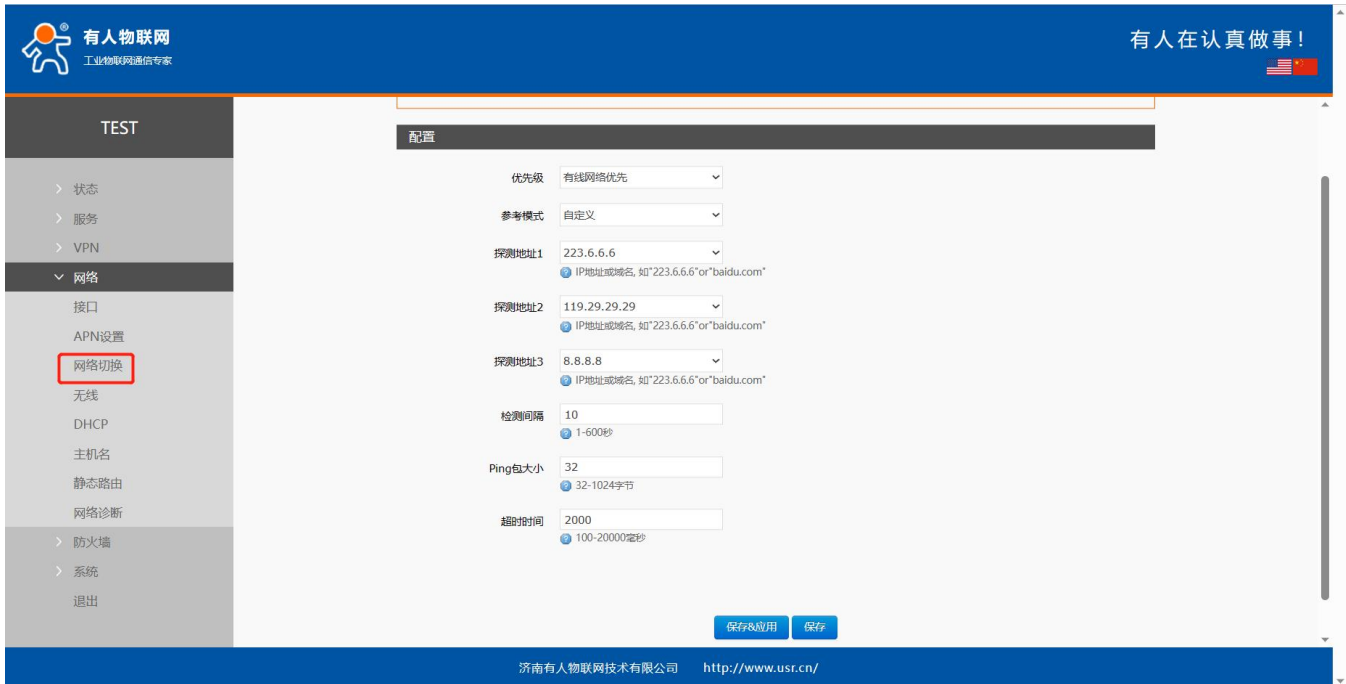 有人物联网
工业物联网通信专家
有人在认真做事!
TEST
状态
服务
VPN
网络
接口
APN设置
网络切换
无线
DHCP
主机名
静态路由
网络诊断
防火墙
系统
退出
配置
优先级 有线网络优先
参考模式 自定义
探测地址1 223.6.6.6
IP地址或域名, 如"223.6.6.6"or"baidu.com"
探测地址2 119.29.29.29
IP地址或域名, 如"223.6.6.6"or"baidu.com"
探测地址3 8.8.8.8
IP地址或域名, 如"223.6.6.6"or"baidu.com"
检测间隔 10
1-600秒
Ping包大小 32
32-1024字节
超时时间 2000
100-20000毫秒
保存&应用 保存
济南有人物联网技术有限公司 http://www.usr.cn/